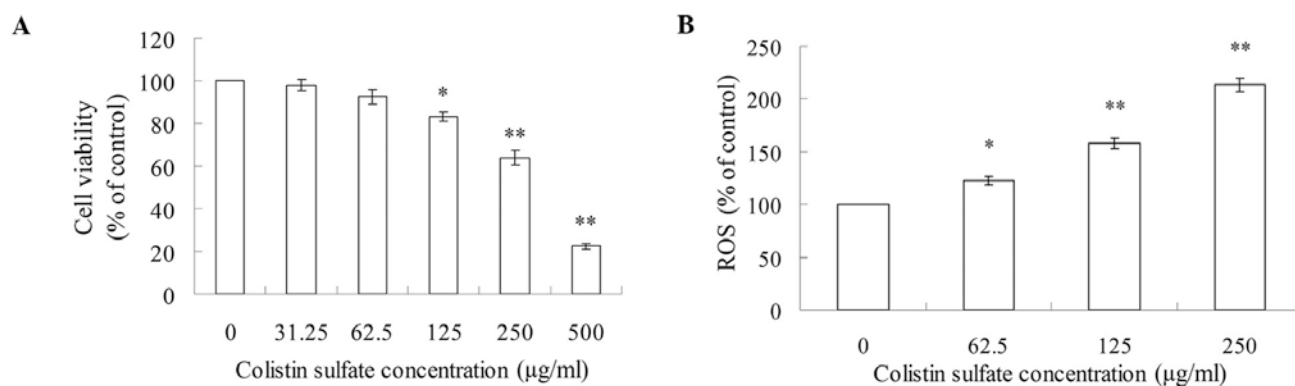 A
Cell viability
(% of control)
120
100
80
60
40
20
0
*
**
**
0 31.25 62.5 125 250 500
Colistin sulfate concentration (µg/ml)
B
ROS (% of control)
250
200
150
100
50
0
*
**
**
0 62.5 125 250
Colistin sulfate concentration (µg/ml)